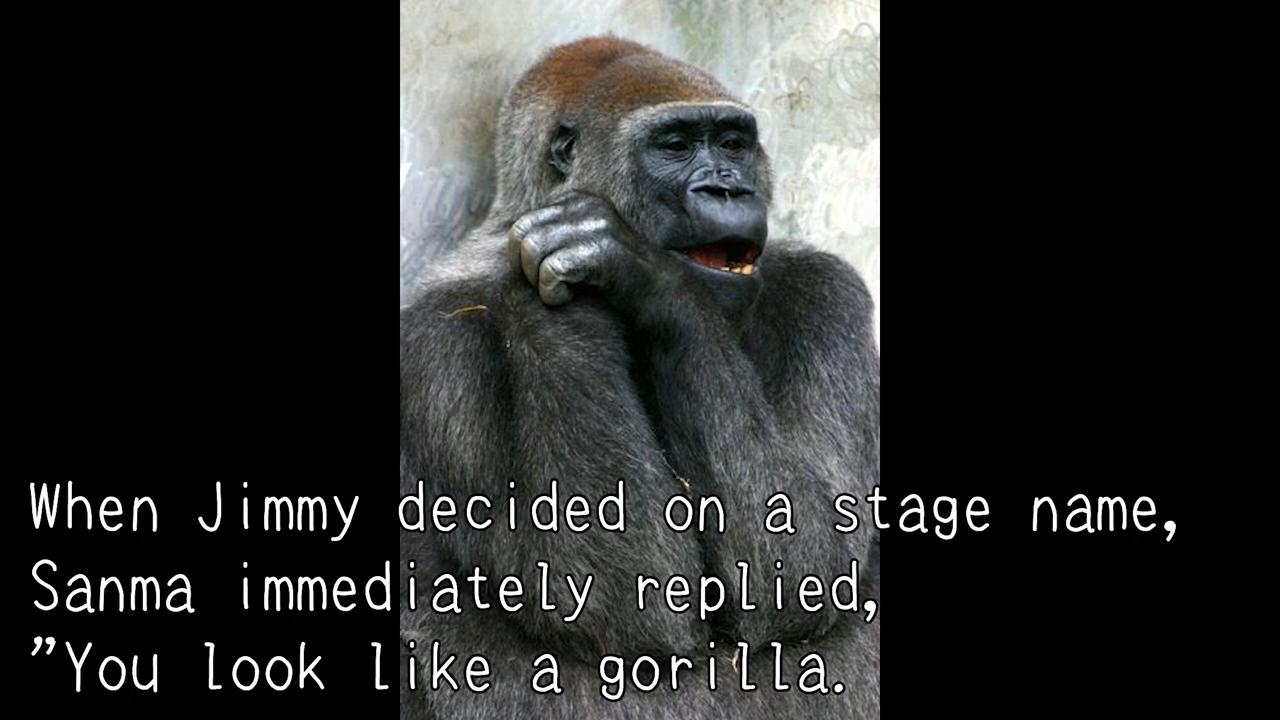 When Jimmy decided on a stage name,
Sanma immediately replied,
”You look like a gorilla.